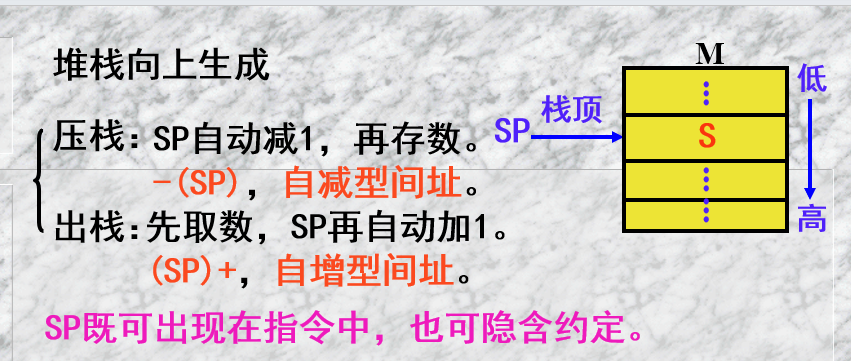 堆栈向上生成
压栈：SP自动减1，再存数。
-(SP)，自减型间址。
出栈：先取数，SP再自动加1。
(SP)+，自增型间址。
SP既可出现在指令中，也可隐含约定。
M
低
SP
栈顶
S
高